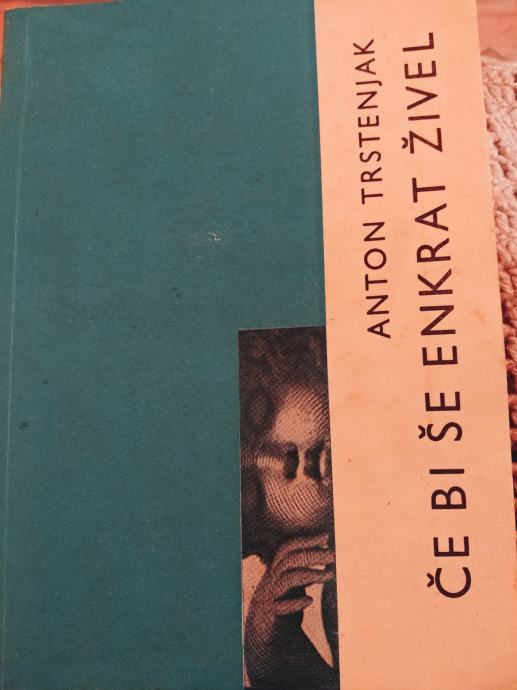 ANTON TRSTENJAK
ČE BI ŠE ENKRAT ŽIVEL